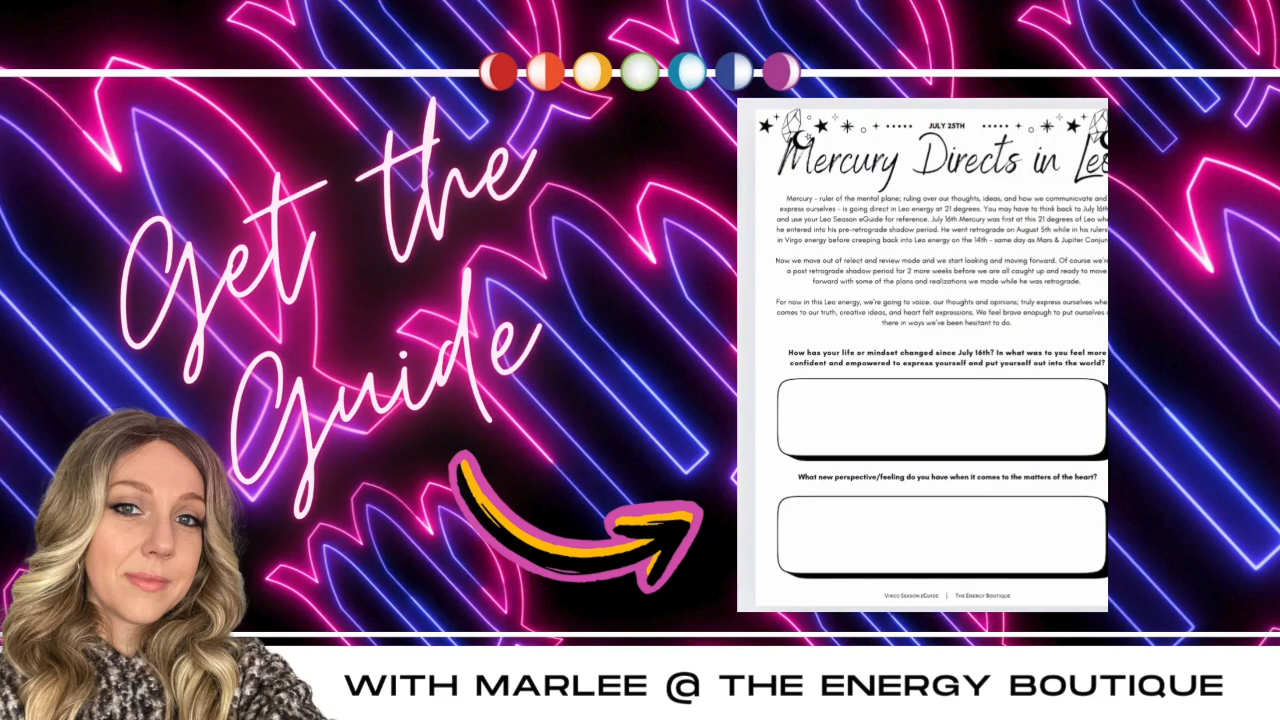 Get the
Guide
JULY 25TH
Mercury Directs in Leo
Mercury - ruler of the mental plane; ruling over our thoughts, ideas, and how we communicate and
express ourselves - is going direct in Leo energy at 21 degrees. You may have to think back to July 16th
and use your Leo Season eGuide for reference. July 16th Mercury was first at this 21 degrees of Leo whe
he entered into his pre-retrograde shadow period. He went retrograde on August 5th while in his rulers
in Virgo energy before creeping back into Leo energy on the 14th - same day as Mars & Jupiter Conjun
Now we move out of relect and review mode and we start looking and moving forward. Of course we're
a post retrograde shadow period for 2 more weeks before we are all caught up and ready to move
forward with some of the plans and realizations we made while he was retrograde.
For now in this Leo energy, we're going to voice. our thoughts and opinions; truly express ourselves whe
comes to our truth, creative ideas, and heart felt expressions. We feel brave enopugh to put ourselves o
there in ways we've been hesitant to do.
How has your life or mindset changed since July 16th? In what was to you feel more
confident and empowered to express yourself and put yourself out into the world?
What new perspective/feeling do you have when it comes to the matters of the heart?
Virgo Season eGuide | The Energy Boutique
WITH MARLEE @ THE ENERGY BOUTIQUE